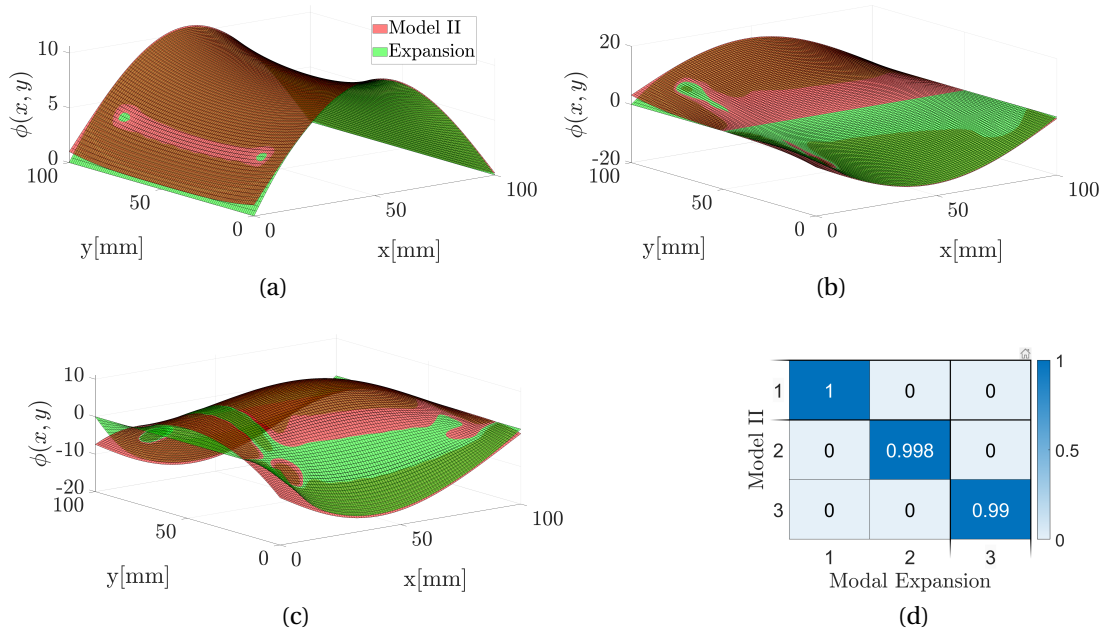 Model II
Expansion
10
5
0
ϕ(x, y)
100
50
0
y[mm]
0
50
100
x[mm]
(a)
20
0
-20
ϕ(x, y)
100
50
0
y[mm]
0
50
100
x[mm]
(b)
10
0
-10
-20
ϕ(x, y)
100
50
0
y[mm]
0
50
100
x[mm]
(c)
1 0 0
0 0.998 0
0 0 0.99
1
2
3
Model II
1 2 3
Modal Expansion
1
0.5
0
(d)